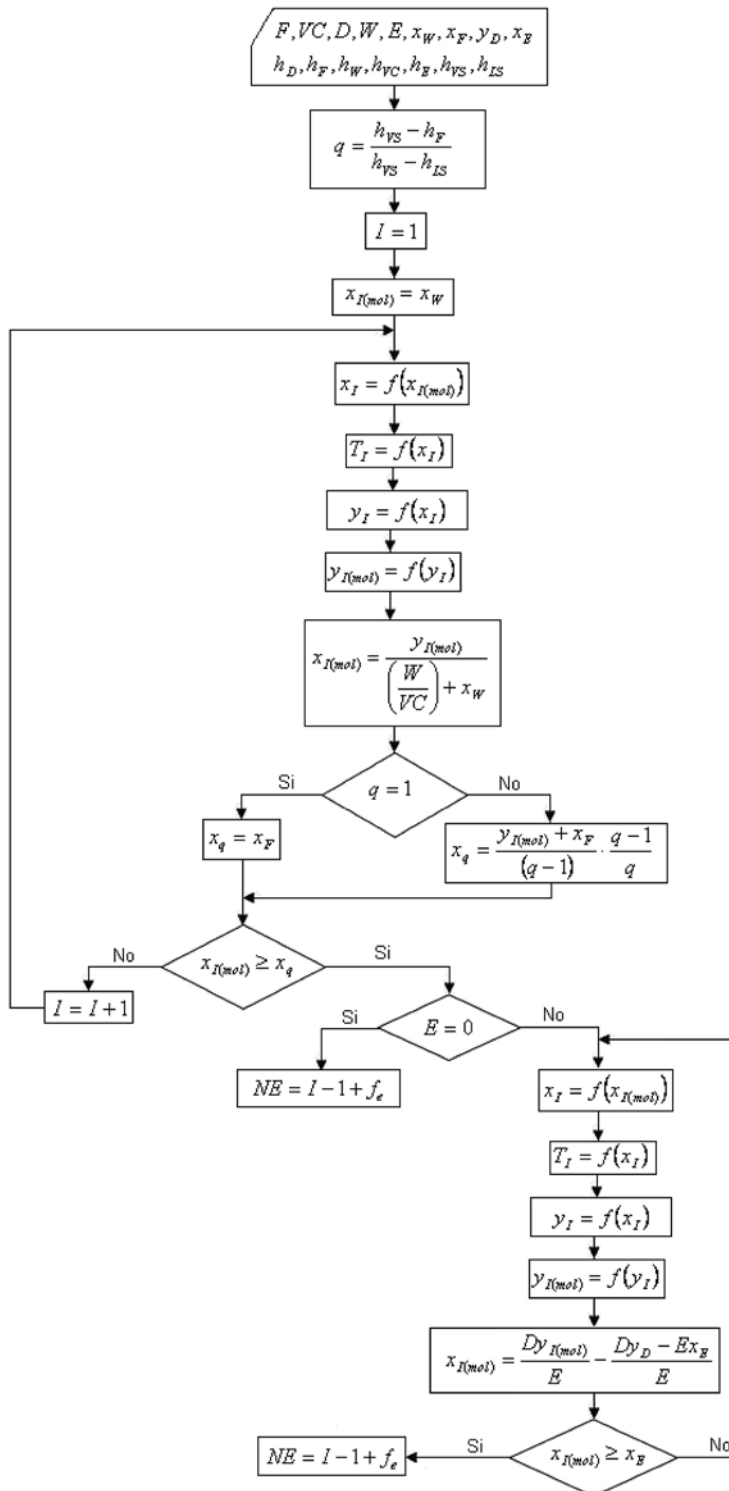 F,VC,D,W,E,x_W,x_F,y_D,x_E
h_D,h_F,h_W,h_VC,h_E,h_VS,h_LS
q = (h_VS − h_F)/(h_VS − h_LS)
I = 1
x_I(mol) = x_W
x_I = f(x_I(mol))
T_I = f(x_I)
y_I = f(x_I)
y_I(mol) = f(y_I)
x_I(mol) = y_I(mol)/((W/VC) + x_W)
Si
q = 1
No
x_q = x_F
x_q = (y_I(mol) + x_F)/(q − 1) · (q − 1)/q
No
x_I(mol) ≥ x_q
Si
I = I + 1
Si
E = 0
No
NE = I − 1 + f_e
x_I = f(x_I(mol))
T_I = f(x_I)
y_I = f(x_I)
y_I(mol) = f(y_I)
x_I(mol) = Dy_I(mol)/E − (Dy_D − Ex_E)/E
NE = I − 1 + f_e
Si
x_I(mol) ≥ x_E
No